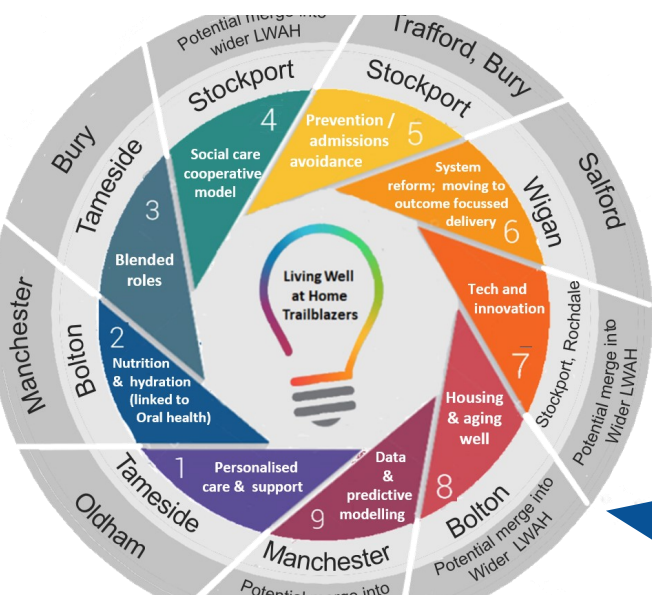 Living Well
at Home
Trailblazers
1
Personalised
care & support
Tameside
Oldham
2
Nutrition
& hydration
(linked to
Oral health)
Bolton
Manchester
3
Blended
roles
Tameside
Bury
4
Social care
cooperative
model
Stockport
Potential merge into
wider LWAH
5
Prevention /
admissions
avoidance
Stockport
Trafford, Bury
6
System
reform; moving to
outcome focussed
delivery
Wigan
Salford
7
Tech and
innovation
Stockport, Rochdale
Potential merge into
Wider LWAH
8
Housing
& aging
well
Bolton
Potential merge into
Wider LWAH
9
Data
&
predictive
modelling
Manchester
Potential merge into